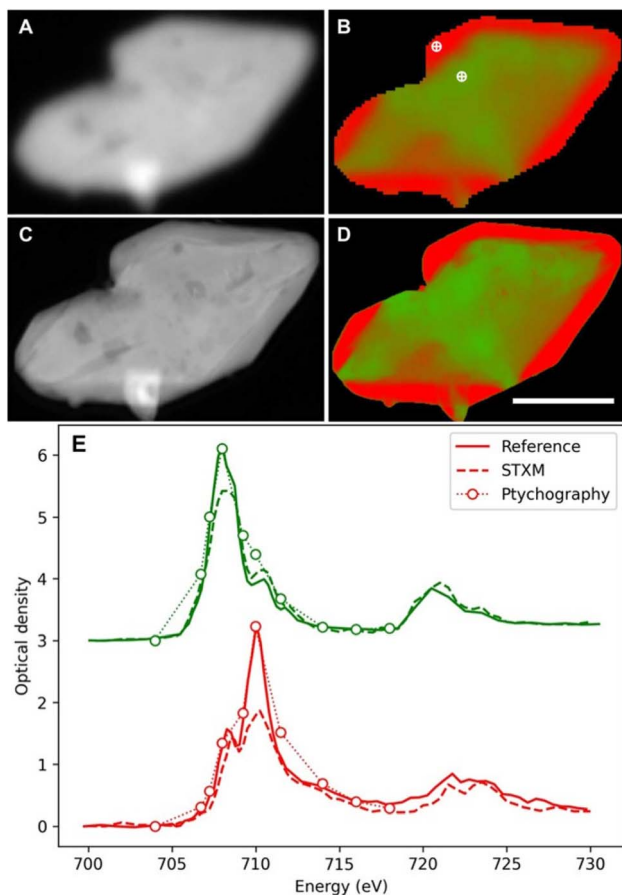 A
B
C
D
E
Reference
STXM
Ptychography
6
5
4
3
2
1
0
Optical density
700
705
710
715
720
725
730
Energy (eV)